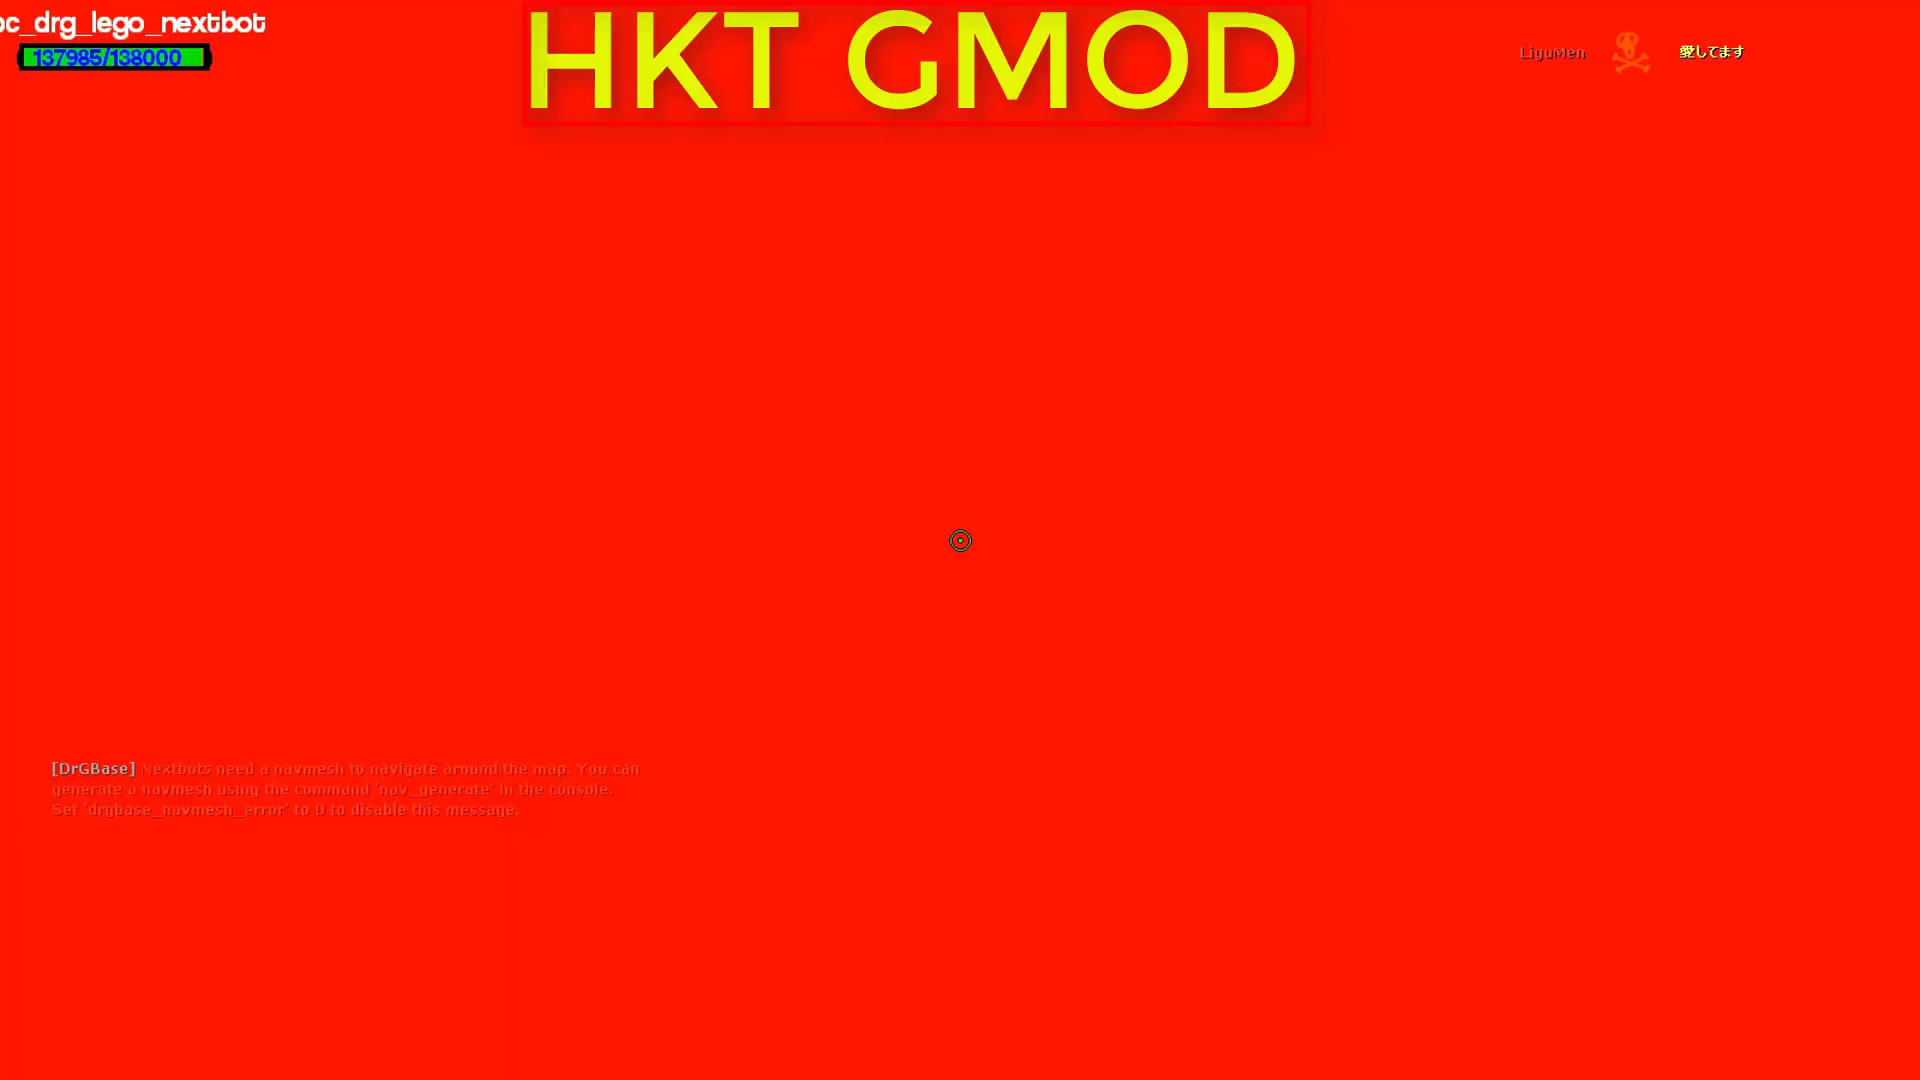 pc_drg_lego_nextbot
137985/138000
HKT GMOD
LiguMen 愛してます
[DrGBase] Nextbots need a navmesh to navigate around the map. You can
generate a navmesh using the command 'nav_generate' in the console.
Set 'drgbase_navmesh_error' to 0 to disable this message.